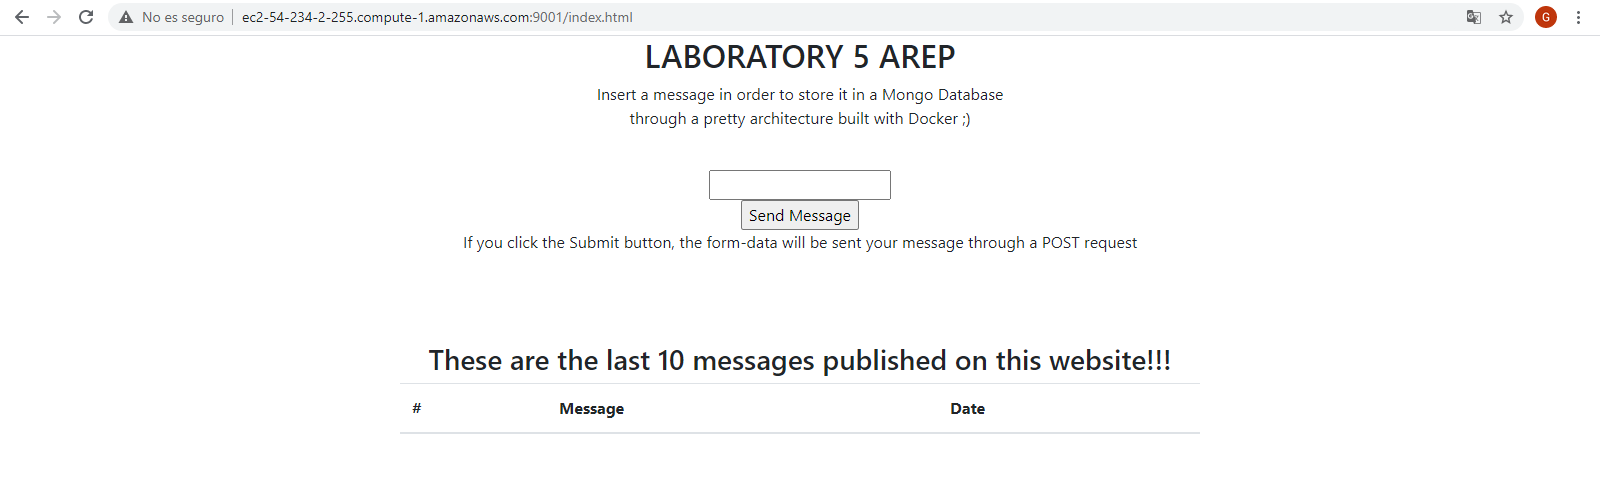 No es seguro ec2-54-234-2-255.compute-1.amazonaws.com:9001/index.html G
LABORATORY 5 AREP
Insert a message in order to store it in a Mongo Database
through a pretty architecture built with Docker ;)
Send Message
If you click the Submit button, the form-data will be sent your message through a POST request
These are the last 10 messages published on this website!!!
# Message Date